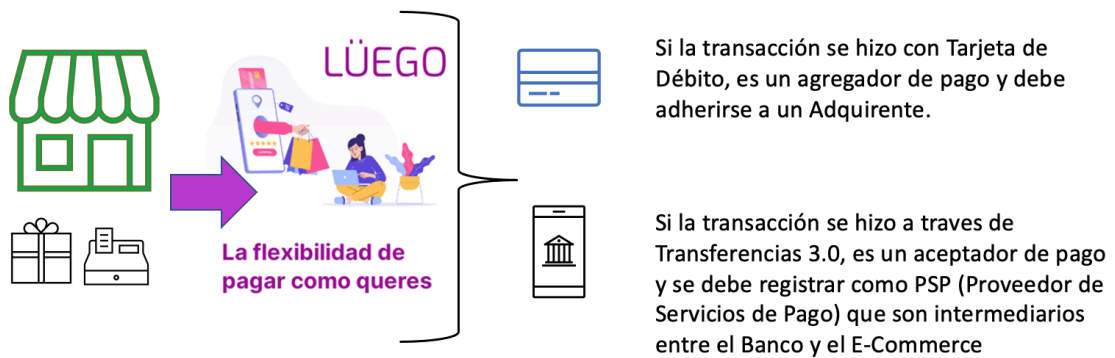 LÜEGO
La flexibilidad de
pagar como queres
Si la transacción se hizo con Tarjeta de
Débito, es un agregador de pago y debe
adherirse a un Adquirente.
Si la transacción se hizo a traves de
Transferencias 3.0, es un aceptador de pago
y se debe registrar como PSP (Proveedor de
Servicios de Pago) que son intermediarios
entre el Banco y el E-Commerce